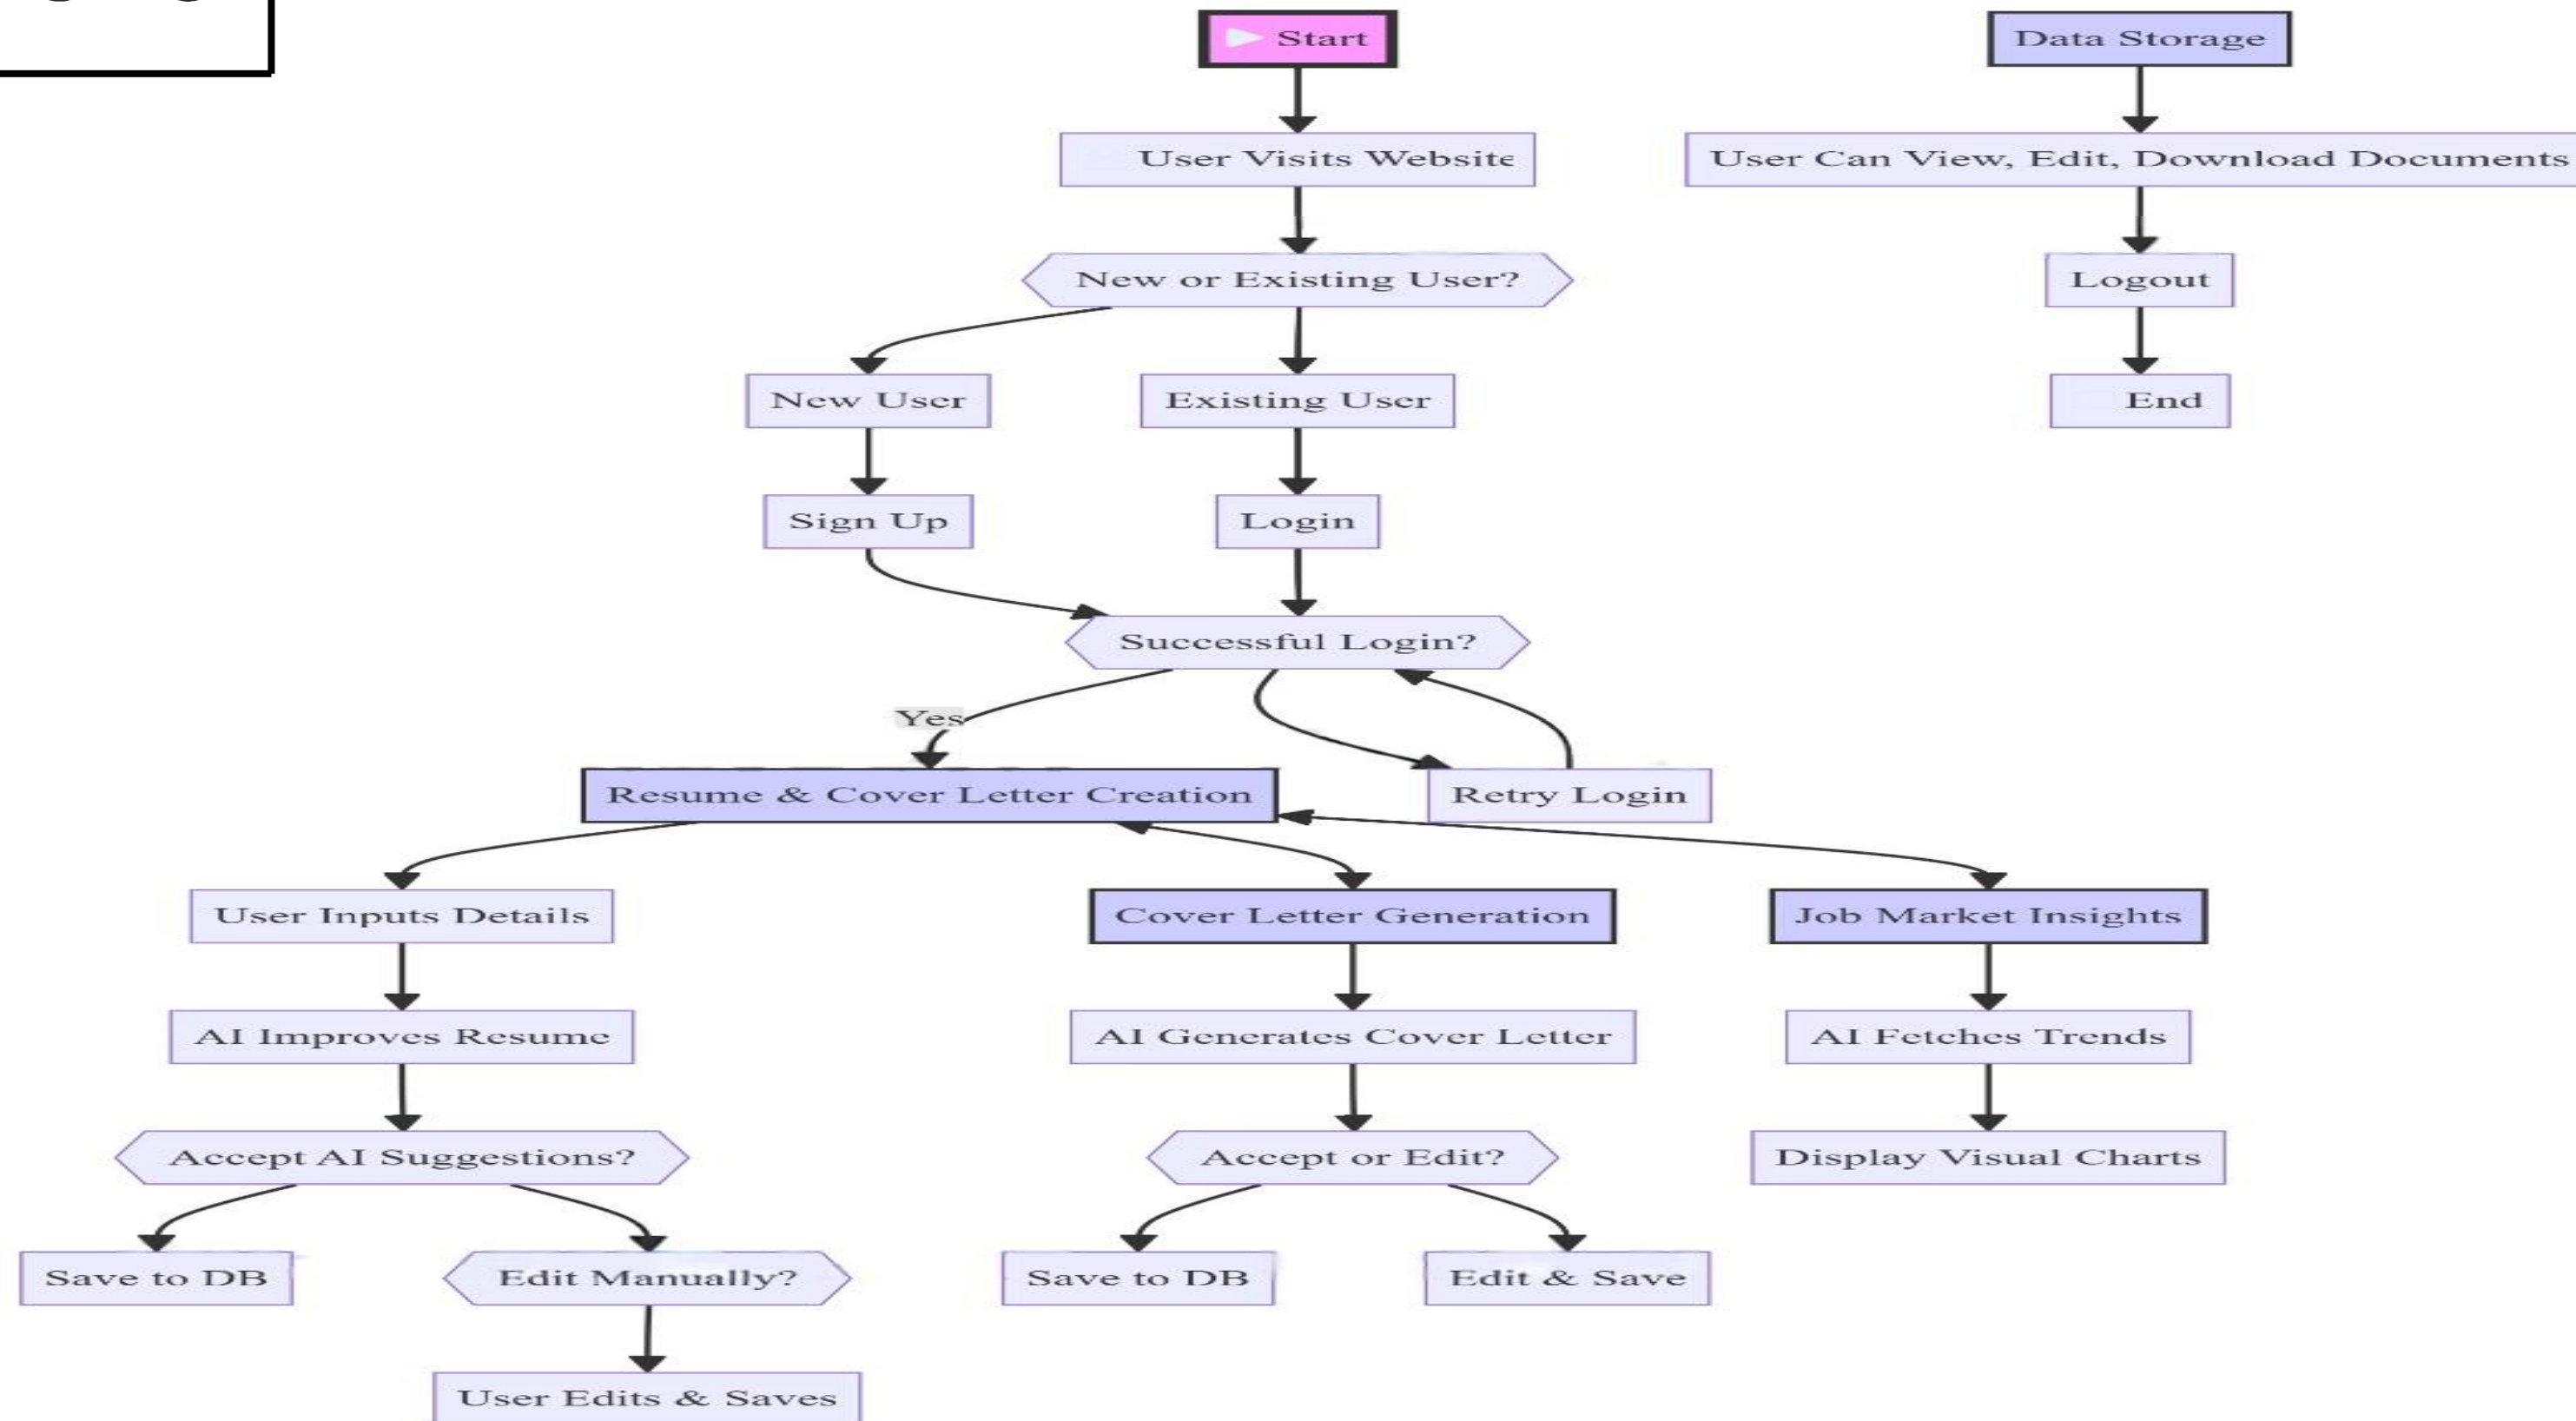 Start
Data Storage
User Visits Website
User Can View, Edit, Download Documents
New or Existing User?
Logout
New User
Existing User
End
Sign Up
Login
Successful Login?
Yes
Resume & Cover Letter Creation
Retry Login
User Inputs Details
Cover Letter Generation
Job Market Insights
AI Improves Resume
AI Generates Cover Letter
AI Fetches Trends
Accept AI Suggestions?
Accept or Edit?
Display Visual Charts
Save to DB
Edit Manually?
Save to DB
Edit & Save
User Edits & Saves